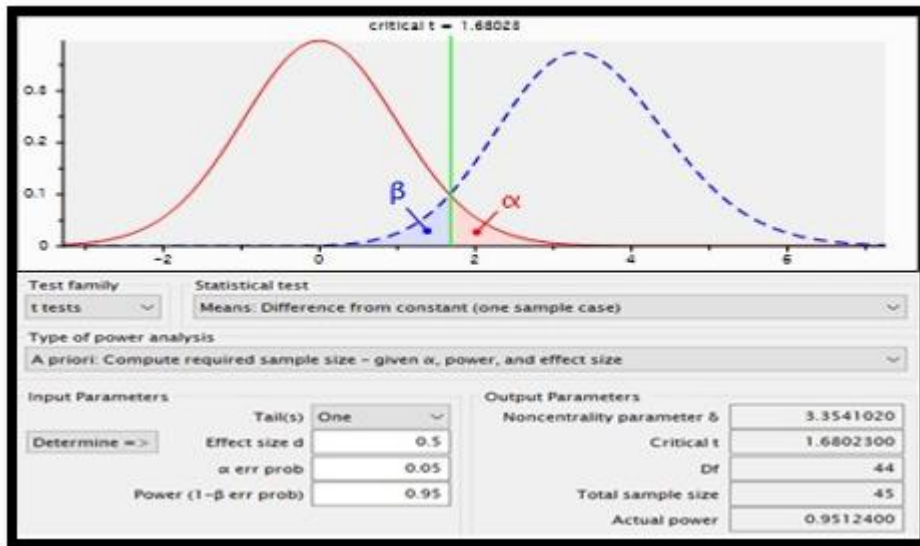 critical t = 1.68023
0.3
0.2
0.1
0
β
α
-2
0
2
4
6
Test family
Statistical test
t tests
Means: Difference from constant (one sample case)
Type of power analysis
A priori: Compute required sample size - given α, power, and effect size
Input Parameters
Output Parameters
Tail(s) One
Noncentrality parameter δ 3.3541020
Determine => Effect size d 0.5
Critical t 1.6802300
α err prob 0.05
Df 44
Power (1-β err prob) 0.95
Total sample size 45
Actual power 0.9512400